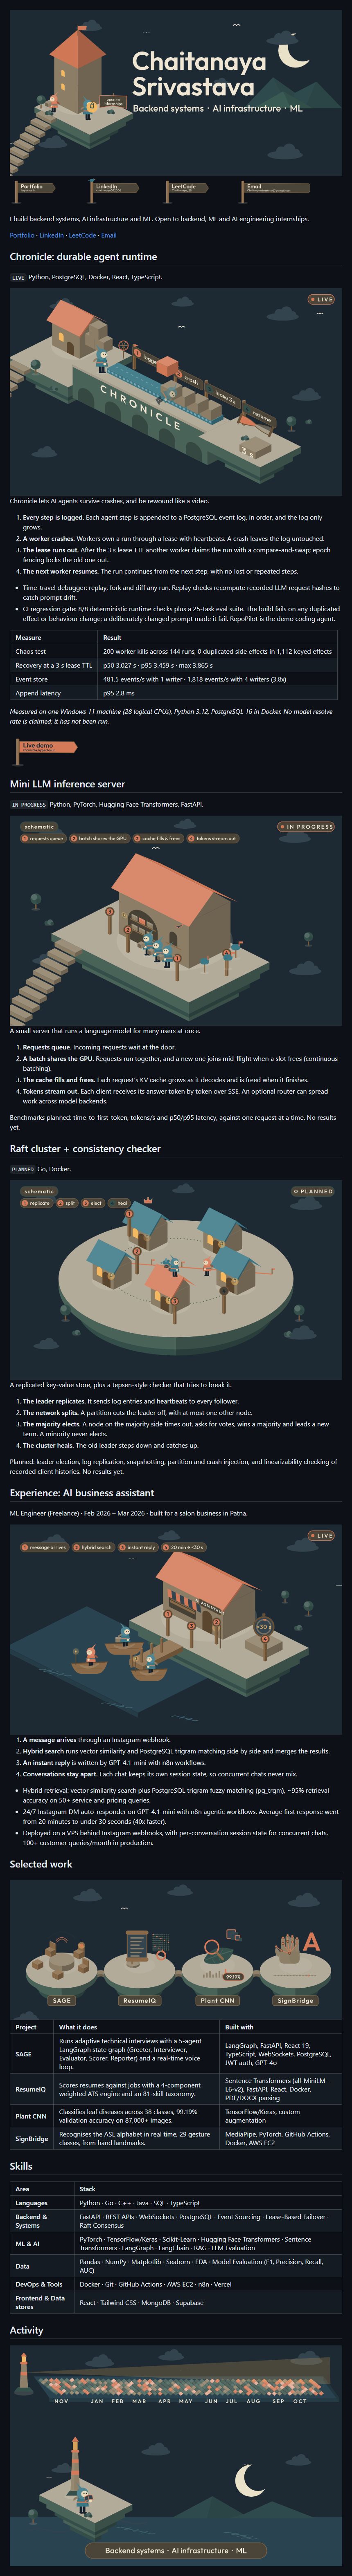 Chaitanaya
Srivastava
Backend systems · AI infrastructure · ML
open to
internships
Portfolio
LinkedIn
LeetCode
Email
I build backend systems, AI infrastructure and ML. Open to backend, ML and AI engineering internships.
Portfolio · LinkedIn · LeetCode · Email
Chronicle: durable agent runtime
LIVE Python, PostgreSQL, Docker, React, TypeScript.
LIVE
1 logged
2 crash
lease 3 s
resume
CHRONICLE
3 s
Chronicle lets AI agents survive crashes, and be rewound like a video.
1. Every step is logged. Each agent step is appended to a PostgreSQL event log, in order, and the log only
grows.
2. A worker crashes. Workers own a run through a lease with heartbeats. A crash leaves the log untouched.
3. The lease runs out. After the 3 s lease TTL another worker claims the run with a compare-and-swap; epoch
fencing locks the old one out.
4. The next worker resumes. The run continues from the next step, with no lost or repeated steps.
• Time-travel debugger: replay, fork and diff any run. Replay checks recompute recorded LLM request hashes to
catch prompt drift.
• CI regression gate: 8/8 deterministic runtime checks plus a 25-task eval suite. The build fails on any duplicated
effect or behaviour change; a deliberately changed prompt made it fail. RepoPilot is the demo coding agent.
Measure Result
Chaos test 200 worker kills across 144 runs, 0 duplicated side effects in 1,112 keyed effects
Recovery at a 3 s lease TTL p50 3.027 s · p95 3.459 s · max 3.865 s
Event store 481.5 events/s with 1 writer · 1,818 events/s with 4 writers (3.8x)
Append latency p95 2.8 ms
Measured on one Windows 11 machine (28 logical CPUs), Python 3.12, PostgreSQL 16 in Docker. No model resolve
rate is claimed; it has not been run.
Live demo
Mini LLM inference server
IN PROGRESS Python, PyTorch, Hugging Face Transformers, FastAPI.
schematic
IN PROGRESS
1 requests queue 2 batch shares the GPU 3 cache fills & frees 4 tokens stream out
A small server that runs a language model for many users at once.
1. Requests queue. Incoming requests wait at the door.
2. A batch shares the GPU. Requests run together, and a new one joins mid-flight when a slot frees (continuous
batching).
3. The cache fills and frees. Each request's KV cache grows as it decodes and is freed when it finishes.
4. Tokens stream out. Each client receives its answer token by token over SSE. An optional router can spread
work across model backends.
Benchmarks planned: time-to-first-token, tokens/s and p50/p95 latency, against one request at a time. No results
yet.
Raft cluster + consistency checker
PLANNED Go, Docker.
schematic
PLANNED
1 replicate 2 split 3 elect heal
A replicated key-value store, plus a Jepsen-style checker that tries to break it.
1. The leader replicates. It sends log entries and heartbeats to every follower.
2. The network splits. A partition cuts the leader off, with at most one other node.
3. The majority elects. A node on the majority side times out, asks for votes, wins a majority and leads a new
term. A minority never elects.
4. The cluster heals. The old leader steps down and catches up.
Planned: leader election, log replication, snapshotting, partition and crash injection, and linearizability checking of
recorded client histories. No results yet.
Experience: AI business assistant
ML Engineer (Freelance) · Feb 2026 – Mar 2026 · built for a salon business in Patna.
LIVE
1 message arrives 2 hybrid search 3 instant reply 4 20 min → <30 s
<30 s
1. A message arrives through an Instagram webhook.
2. Hybrid search runs vector similarity and PostgreSQL trigram matching side by side and merges the results.
3. An instant reply is written by GPT-4.1-mini with n8n workflows.
4. Conversations stay apart. Each chat keeps its own session state, so concurrent chats never mix.
• Hybrid retrieval: vector similarity search plus PostgreSQL trigram fuzzy matching (pg_trgm), ~95% retrieval
accuracy on 50+ service and pricing queries.
• 24/7 Instagram DM auto-responder on GPT-4.1-mini with n8n agentic workflows. Average first response went
from 20 minutes to under 30 seconds (40x faster).
• Deployed on a VPS behind Instagram webhooks, with per-conversation session state for concurrent chats.
100+ customer queries/month in production.
Selected work
A
99.19%
SAGE ResumeIQ Plant CNN SignBridge
Project What it does Built with
SAGE Runs adaptive technical interviews with a 5-agent LangGraph state graph (Greeter, Interviewer, Evaluator, Scorer, Reporter) and a real-time voice loop. LangGraph, FastAPI, React 19, TypeScript, WebSockets, PostgreSQL, JWT auth, GPT-4o
ResumeIQ Scores resumes against jobs with a 4-component weighted ATS engine and an 81-skill taxonomy. Sentence Transformers (all-MiniLM-L6-v2), FastAPI, React, Docker, PDF/DOCX parsing
Plant CNN Classifies leaf diseases across 38 classes, 99.19% validation accuracy on 87,000+ images. TensorFlow/Keras, custom augmentation
SignBridge Recognises the ASL alphabet in real time, 29 gesture classes, from hand landmarks. MediaPipe, PyTorch, GitHub Actions, Docker, AWS EC2
Skills
Area Stack
Languages Python · Go · C++ · Java · SQL · TypeScript
Backend & Systems FastAPI · REST APIs · WebSockets · PostgreSQL · Event Sourcing · Lease-Based Failover · Raft Consensus
ML & AI PyTorch · TensorFlow/Keras · Scikit-Learn · Hugging Face Transformers · Sentence Transformers · LangGraph · LangChain · RAG · LLM Evaluation
Data Pandas · NumPy · Matplotlib · Seaborn · EDA · Model Evaluation (F1, Precision, Recall, AUC)
DevOps & Tools Docker · Git · GitHub Actions · AWS EC2 · n8n · Vercel
Frontend & Data stores React · Tailwind CSS · MongoDB · Supabase
Activity
NOV JAN FEB MAR APR MAY JUN JUL AUG SEP OCT
Backend systems · AI infrastructure · ML